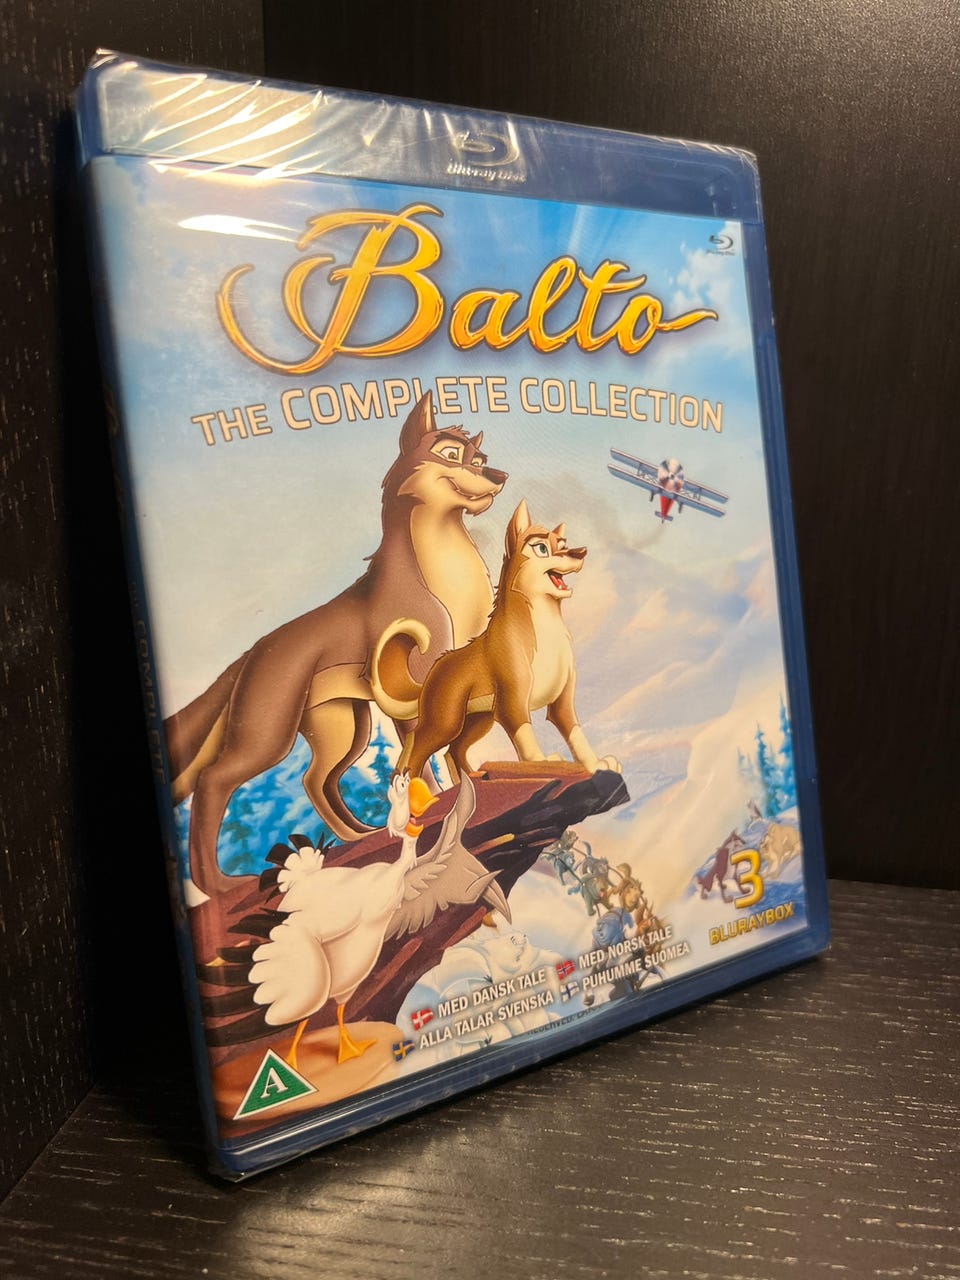 Blu-ray Disc
Balto
THE COMPLETE COLLECTION
3
BLURAYBOX
MED DANSK TALE
MED NORSK TALE
ALLA TALAR SVENSKA
PUHUMME SUOMEA
A
COMPLETE